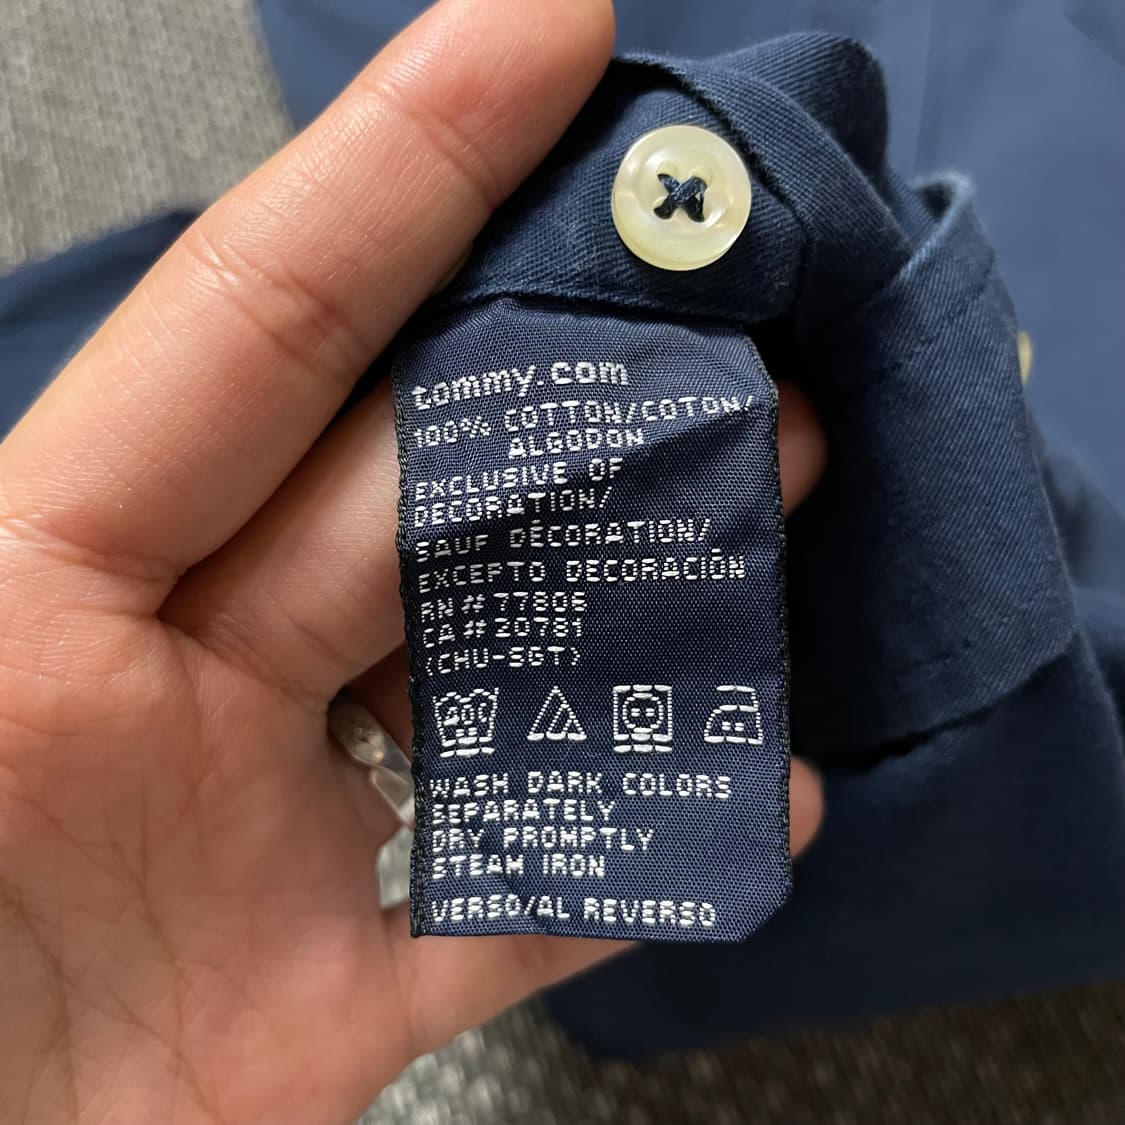 tommy.com
100% COTTON/COTON/
ALGODON
EXCLUSIVE OF
DECORATION/
SAUF DÉCORATION/
EXCEPTO DECORACIÓN
RN#77806
CA#20781
(CHU-SGT)
WASH DARK COLORS
SEPARATELY
DRY PROMPTLY
STEAM IRON
VERSO/AL REVERSO